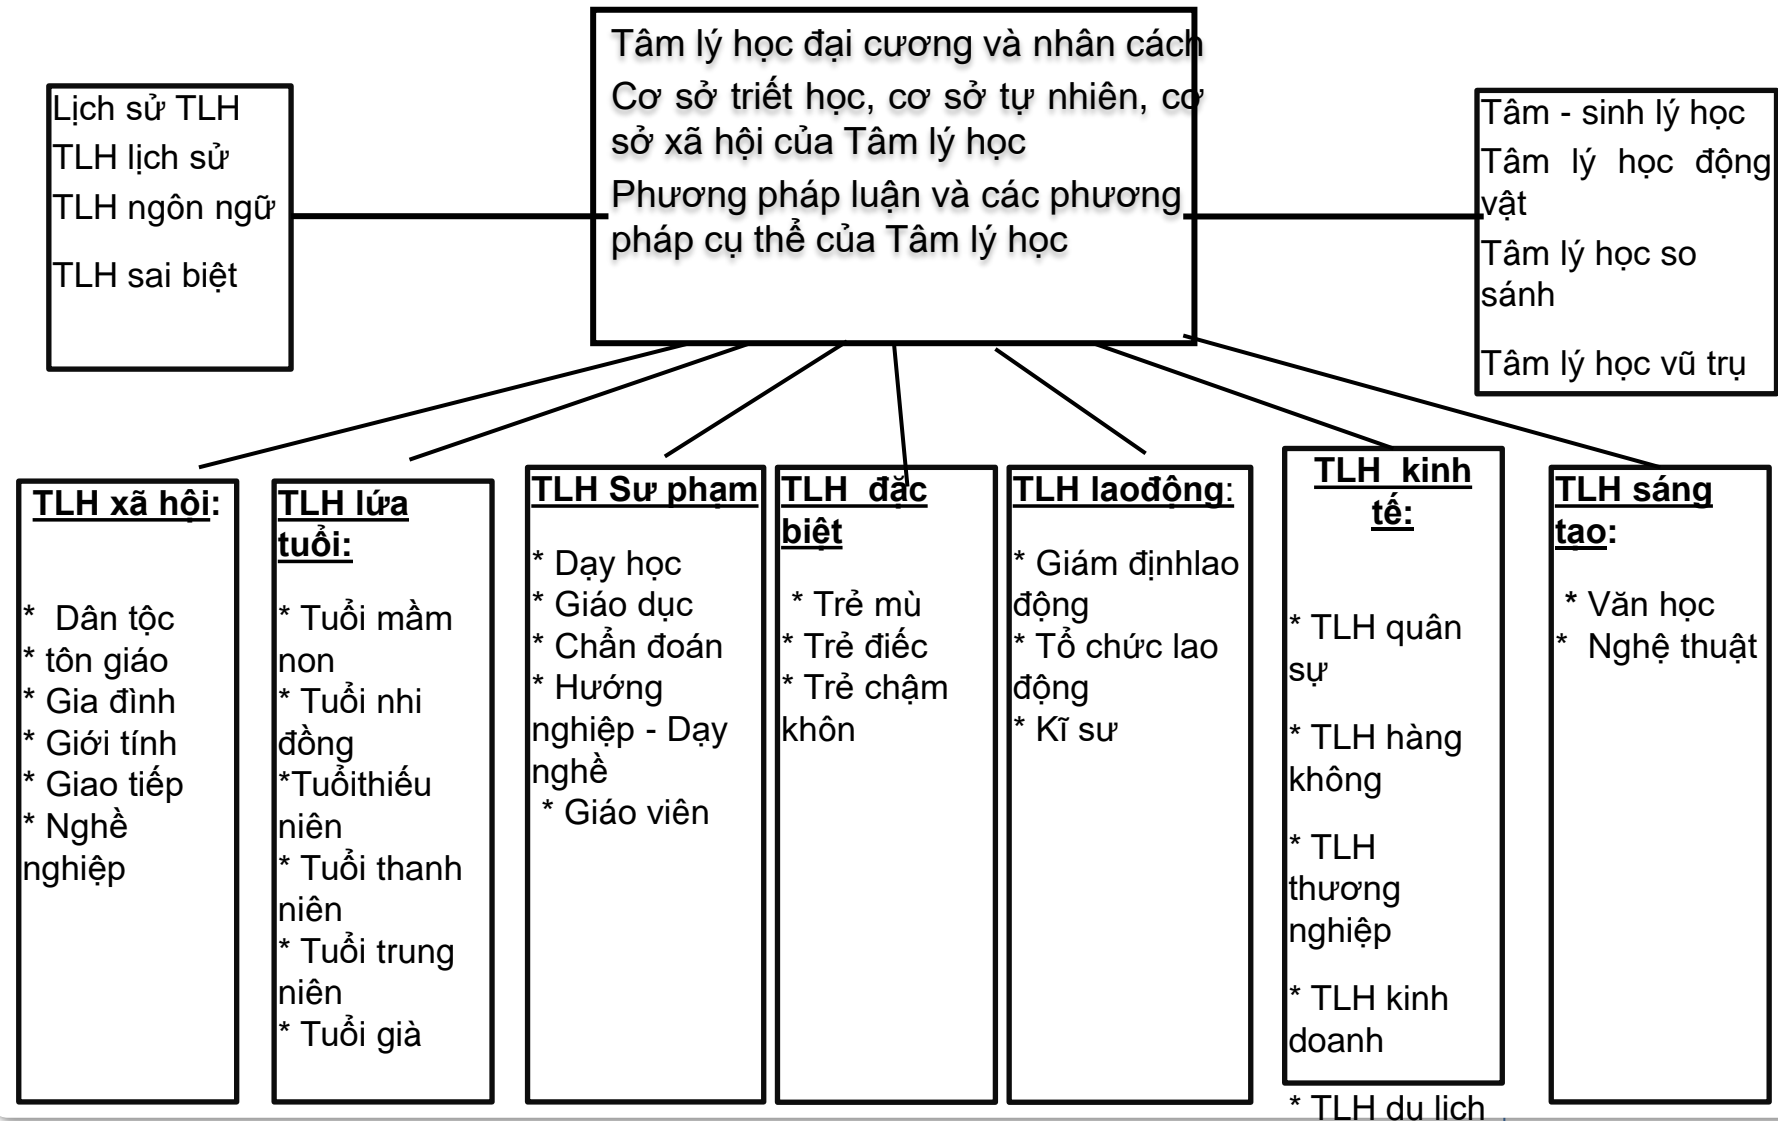 Tâm lý học đại cương và nhân cách
Cơ sở triết học, cơ sở tự nhiên, cơ
sở xã hội của Tâm lý học
Phương pháp luận và các phương
pháp cụ thể của Tâm lý học
Lịch sử TLH
TLH lịch sử
TLH ngôn ngữ
TLH sai biệt
Tâm - sinh lý học
Tâm lý học động
vật
Tâm lý học so
sánh
Tâm lý học vũ trụ
TLH xã hội:
* Dân tộc
* tôn giáo
* Gia đình
* Giới tính
* Giao tiếp
* Nghề
nghiệp
TLH lứa
tuổi:
* Tuổi mầm
non
* Tuổi nhi
đồng
*Tuổithiếu
niên
* Tuổi thanh
niên
* Tuổi trung
niên
* Tuổi già
TLH Sư phạm
* Dạy học
* Giáo dục
* Chẩn đoán
* Hướng
nghiệp - Dạy
nghề
* Giáo viên
TLH đặc
biệt
* Trẻ mù
* Trẻ điếc
* Trẻ chậm
khôn
TLH laođộng:
* Giám địnhlao
động
* Tổ chức lao
động
* Kĩ sư
TLH kinh
tế:
* TLH quân
sự
* TLH hàng
không
* TLH
thương
nghiệp
* TLH kinh
doanh
* TLH du lich
TLH sáng
tạo:
* Văn học
* Nghệ thuật